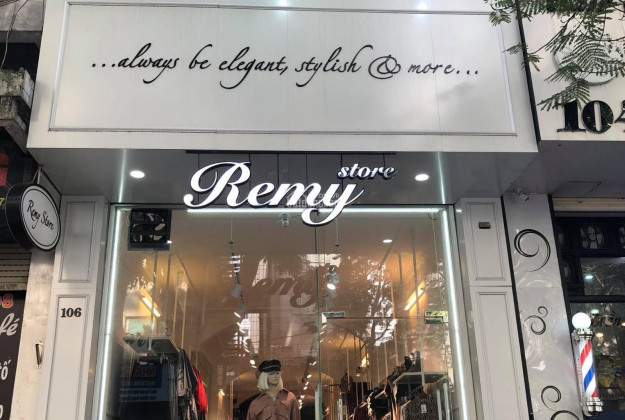 ...always be elegant, stylish & more...
104
Remy store
Remy Store
106